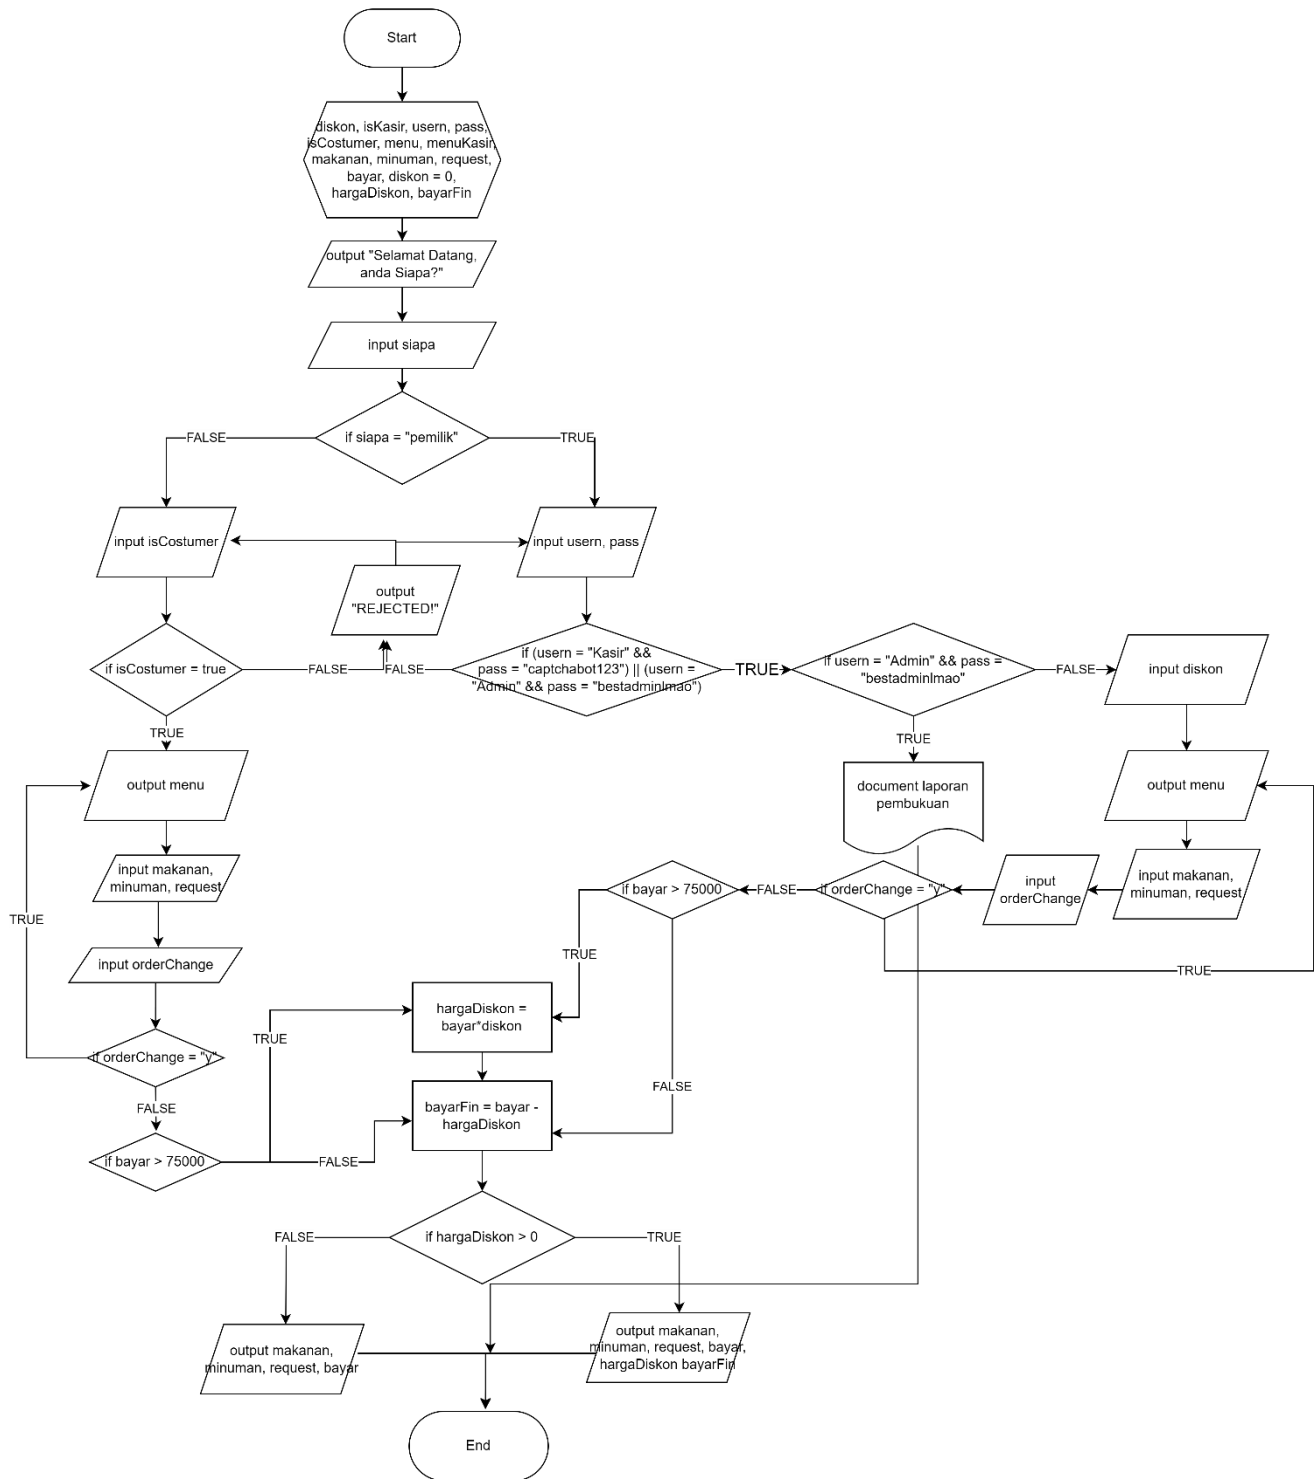 Start
diskon, isKasir, usern, pass,
isCostumer, menu, menuKasir,
makanan, minuman, request,
bayar, diskon = 0,
hargaDiskon, bayarFin
output "Selamat Datang,
anda Siapa?"
input siapa
if siapa = "pemilik"
FALSE
TRUE
input isCostumer
input usern, pass
output
"REJECTED!"
if isCostumer = true
FALSE
FALSE
if (usern = "Kasir" &&
pass = "captchabot123") || (usern =
"Admin" && pass = "bestadminlmao")
TRUE
if usern = "Admin" && pass =
"bestadminlmao"
FALSE
input diskon
TRUE
TRUE
output menu
document laporan
pembukuan
output menu
input makanan,
minuman, request
TRUE
if bayar > 75000
FALSE
if orderChange = "y"
input
orderChange
input makanan,
minuman, request
input orderChange
TRUE
TRUE
hargaDiskon =
bayar*diskon
TRUE
if orderChange = "y"
FALSE
FALSE
bayarFin = bayar -
hargaDiskon
if bayar > 75000
FALSE
if hargaDiskon > 0
FALSE
TRUE
output makanan,
minuman, request, bayar
output makanan,
minuman, request, bayar,
hargaDiskon bayarFin
End